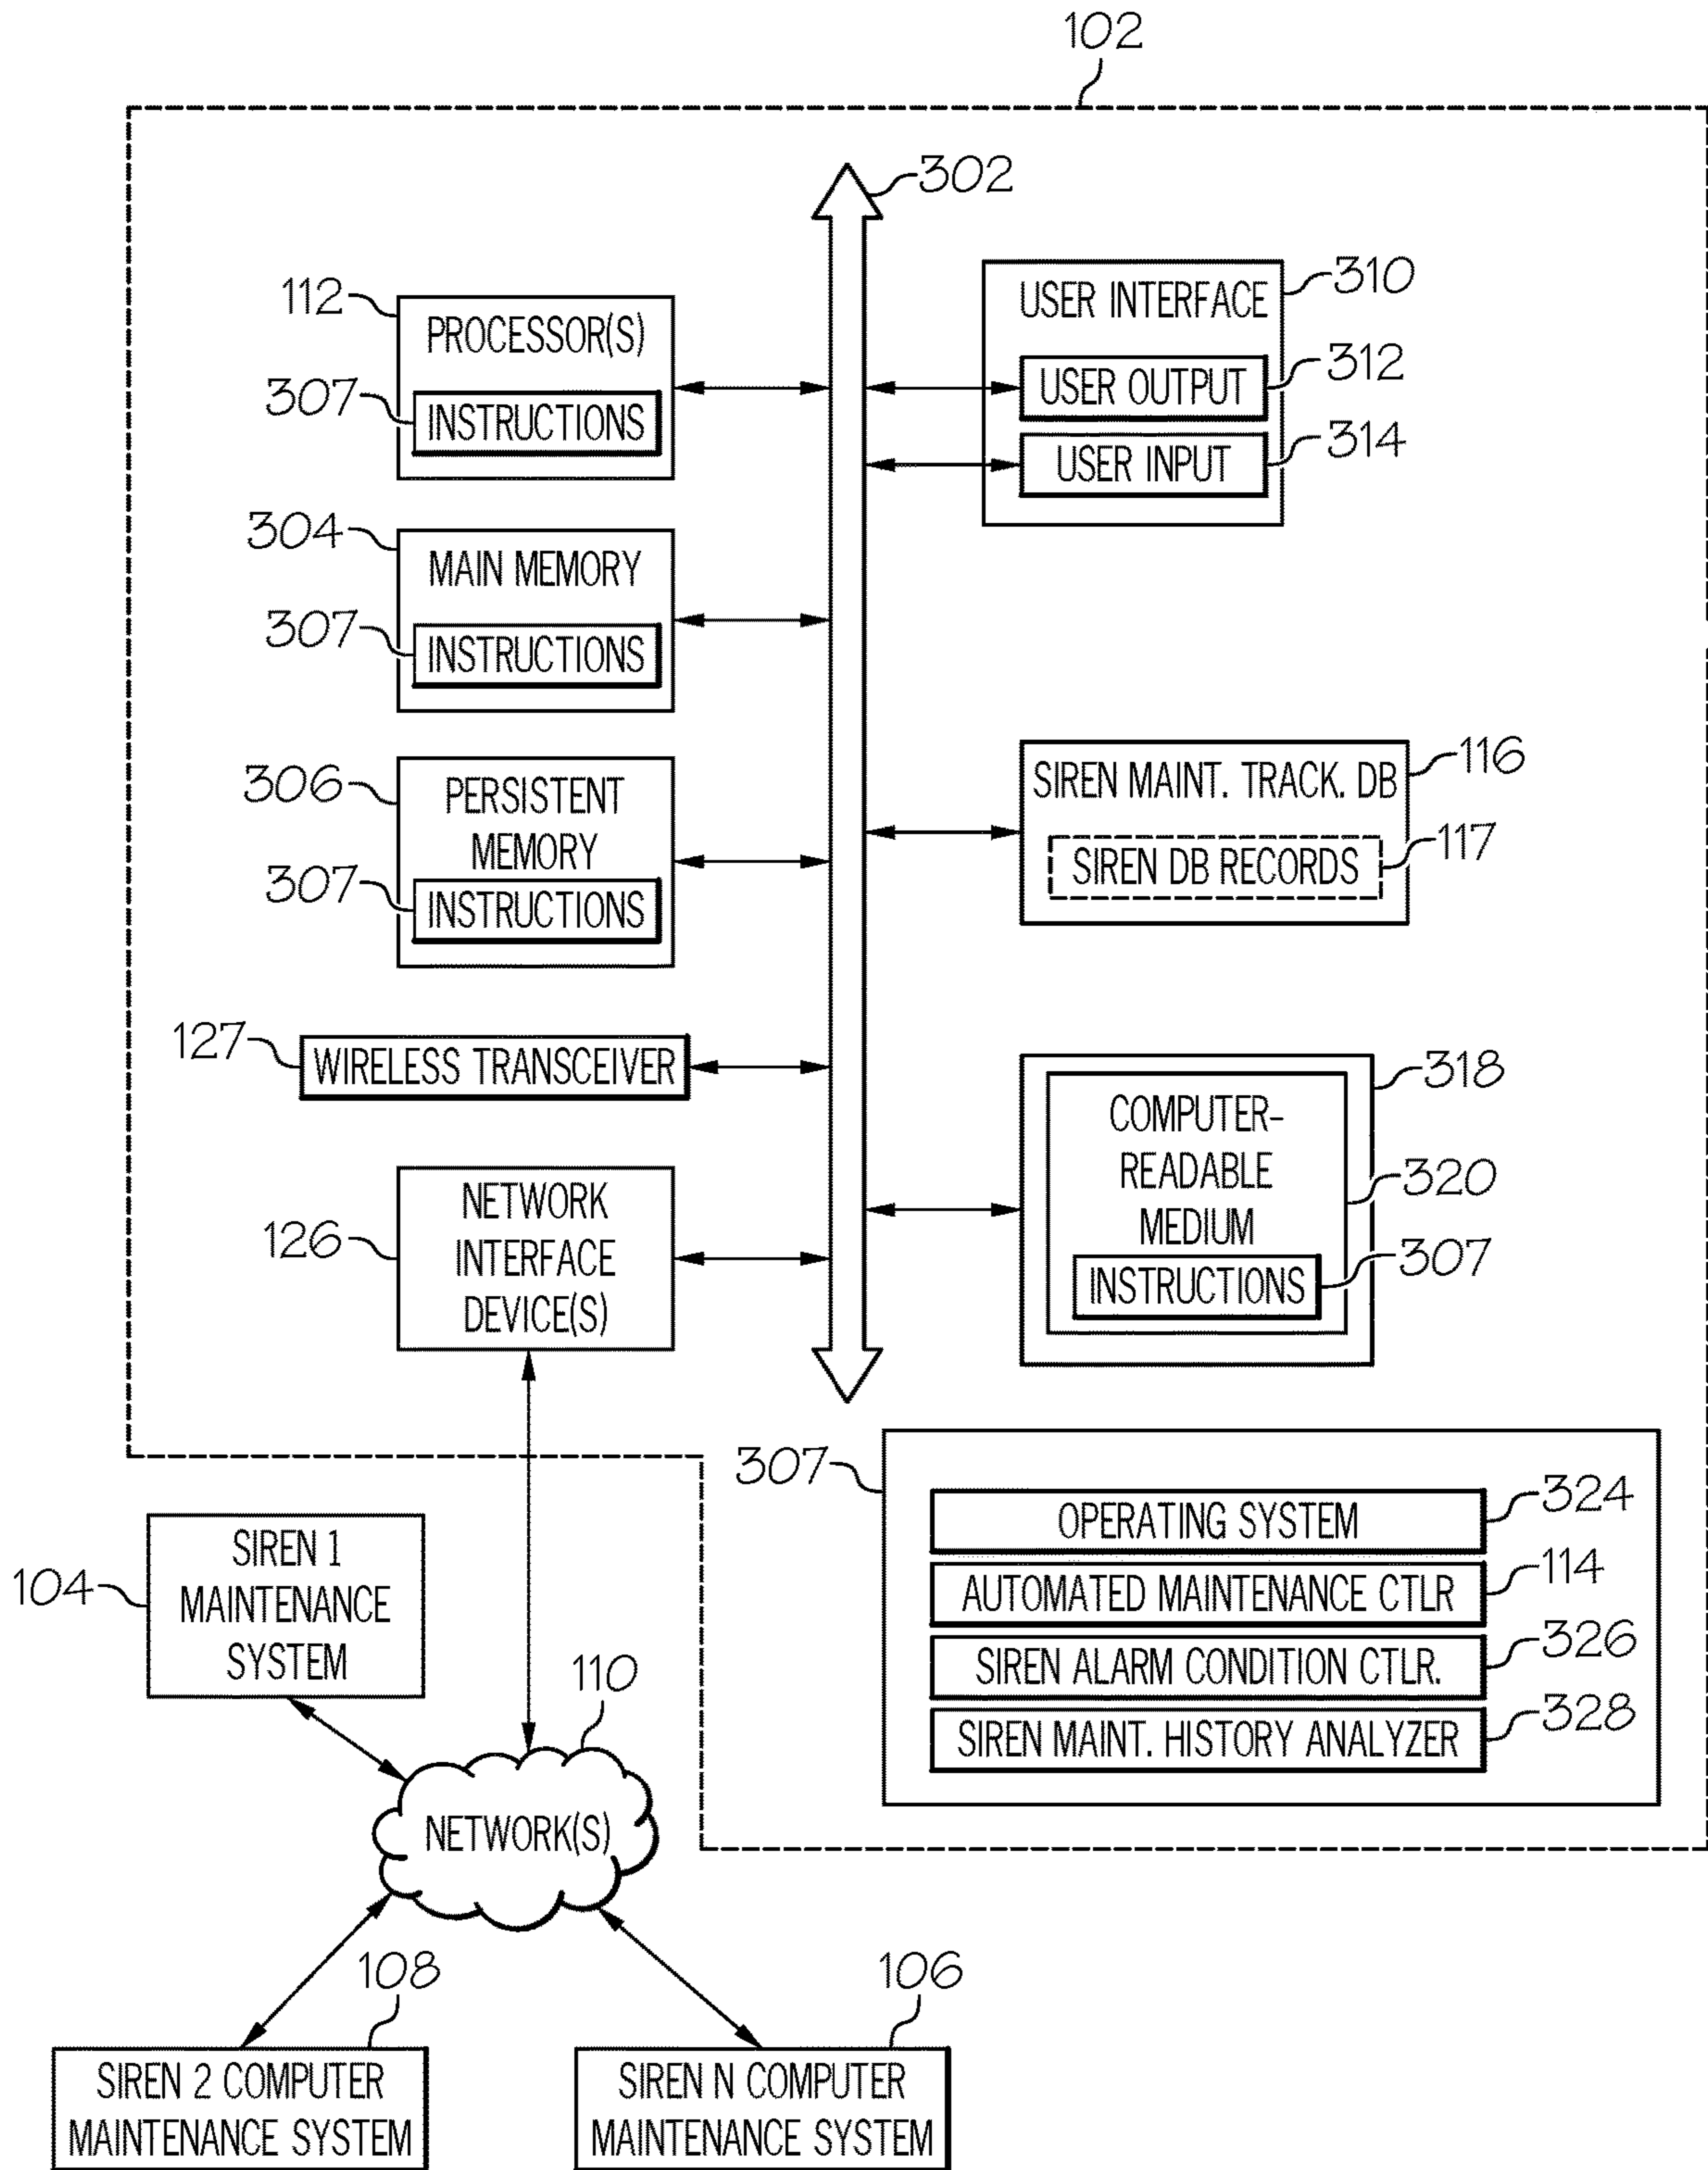 102
302
112
PROCESSOR(S)
307
INSTRUCTIONS
304
MAIN MEMORY
307
INSTRUCTIONS
306
PERSISTENT
MEMORY
307
INSTRUCTIONS
127
WIRELESS TRANSCEIVER
126
NETWORK
INTERFACE
DEVICE(S)
USER INTERFACE
310
USER OUTPUT
312
USER INPUT
314
SIREN MAINT. TRACK. DB
116
SIREN DB RECORDS
117
318
COMPUTER-
READABLE
MEDIUM
320
INSTRUCTIONS
307
307
OPERATING SYSTEM
324
AUTOMATED MAINTENANCE CTLR
114
SIREN ALARM CONDITION CTLR.
326
SIREN MAINT. HISTORY ANALYZER
328
104
SIREN 1
MAINTENANCE
SYSTEM
110
NETWORK(S)
108
SIREN 2 COMPUTER
MAINTENANCE SYSTEM
106
SIREN N COMPUTER
MAINTENANCE SYSTEM